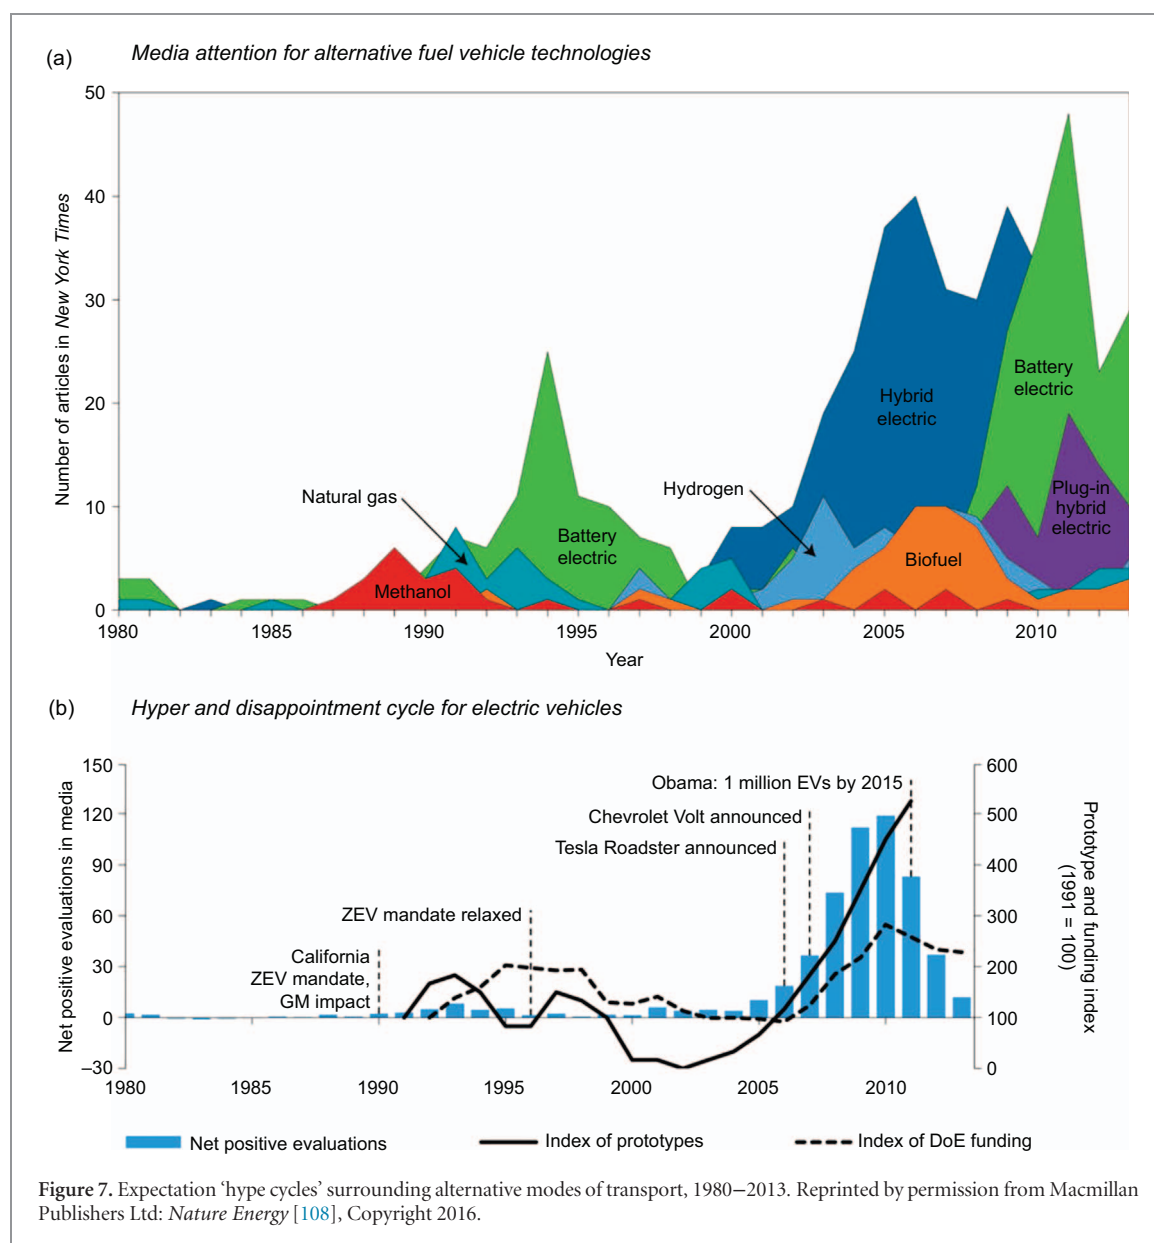 (a) Media attention for alternative fuel vehicle technologies
Number of articles in New York Times
50
40
30
20
10
0
Natural gas
Methanol
Battery
electric
Hydrogen
Hybrid
electric
Biofuel
Battery
electric
Plug-in
hybrid
electric
1980 1985 1990 1995 2000 2005 2010
Year
(b) Hyper and disappointment cycle for electric vehicles
Net positive evaluations in media
150
120
90
60
30
0
–30
California
ZEV mandate,
GM impact
ZEV mandate relaxed
Tesla Roadster announced
Chevrolet Volt announced
Obama: 1 million EVs by 2015
600
500
400
300
200
100
0
Prototype and funding index
(1991 = 100)
1980 1985 1990 1995 2000 2005 2010
Net positive evaluations Index of prototypes Index of DoE funding
Figure 7. Expectation ‘hype cycles’ surrounding alternative modes of transport, 1980–2013. Reprinted by permission from Macmillan
Publishers Ltd: Nature Energy [108], Copyright 2016.